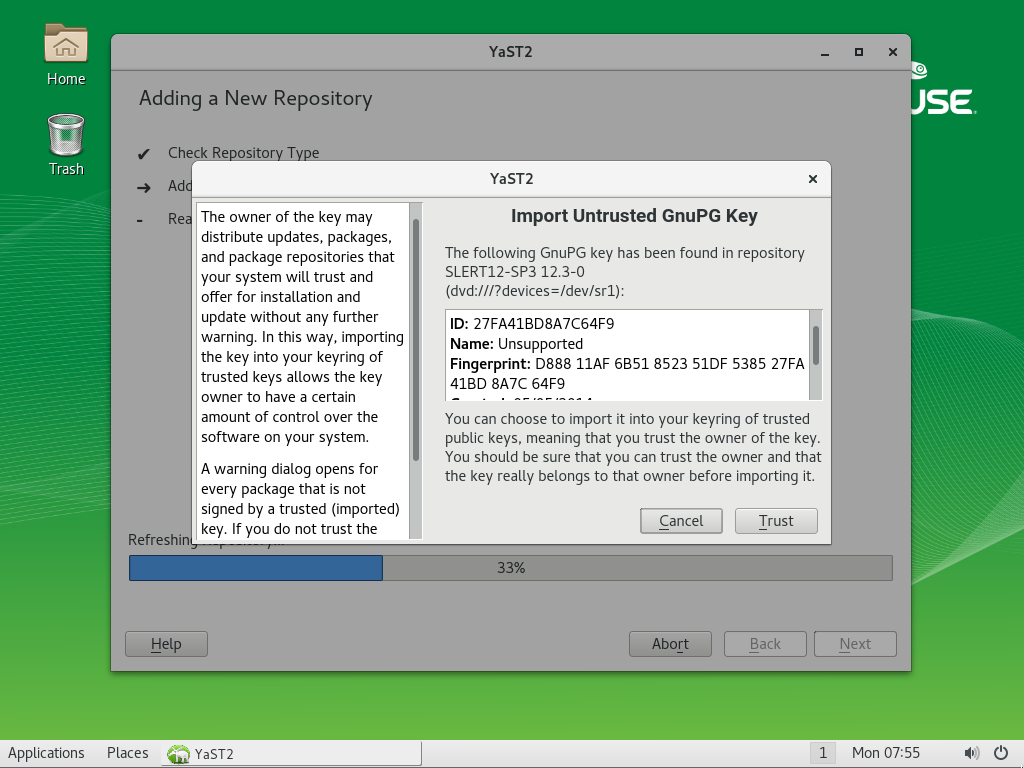 Home
Trash
YaST2
USE
Adding a New Repository
Check Repository Type
Add
Rea
YaST2
The owner of the key may
distribute updates, packages,
and package repositories that
your system will trust and
offer for installation and
update without any further
warning. In this way, importing
the key into your keyring of
trusted keys allows the key
owner to have a certain
amount of control over the
software on your system.
A warning dialog opens for
every package that is not
signed by a trusted (imported)
key. If you do not trust the
Import Untrusted GnuPG Key
The following GnuPG key has been found in repository
SLERT12-SP3 12.3-0
(dvd:///?devices=/dev/sr1):
ID: 27FA41BD8A7C64F9
Name: Unsupported
Fingerprint: D888 11AF 6B51 8523 51DF 5385 27FA
41BD 8A7C 64F9
You can choose to import it into your keyring of trusted
public keys, meaning that you trust the owner of the key.
You should be sure that you can trust the owner and that
the key really belongs to that owner before importing it.
Cancel
Trust
Refreshing Repository...
33%
Help
Abort
Back
Next
Applications
Places
YaST2
1
Mon 07:55